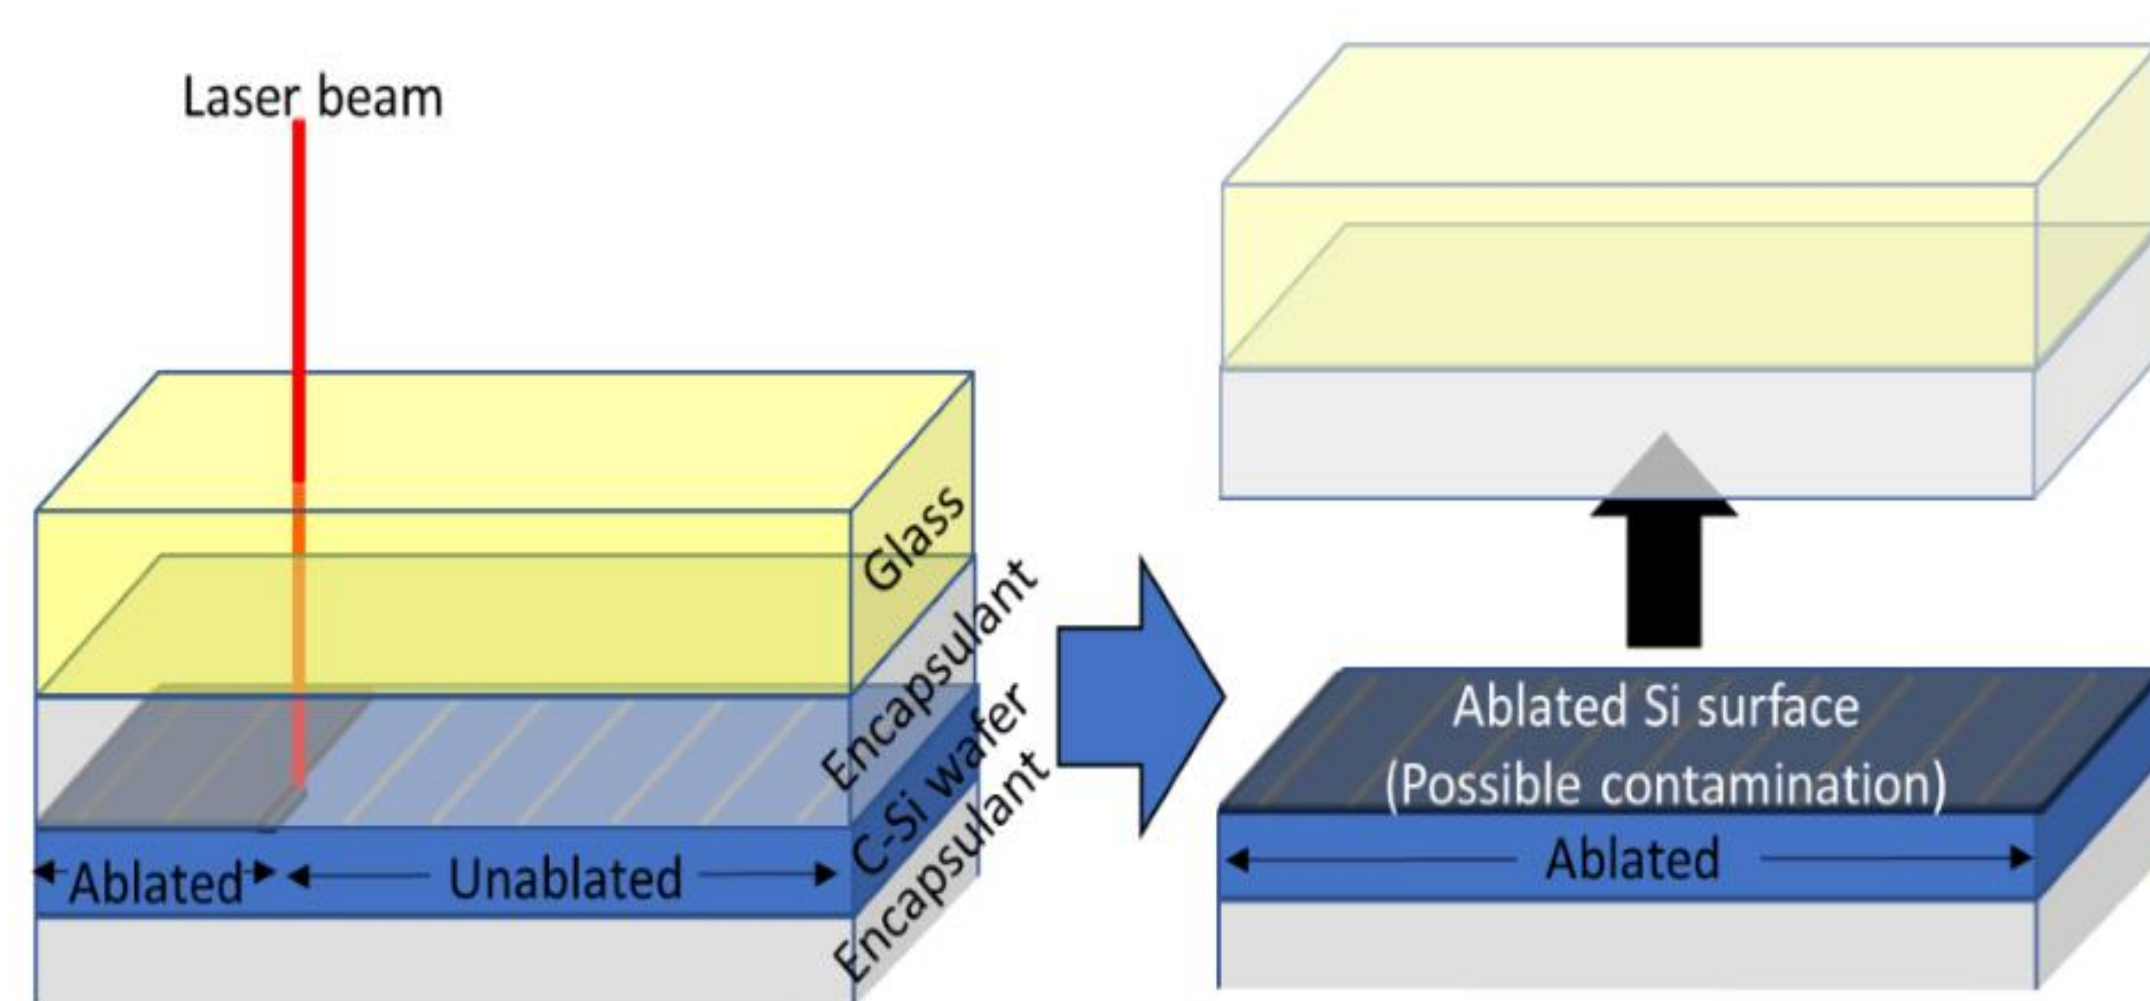 Laser beam
Glass
Encapsulant
C-Si wafer
Encapsulant
Ablated
Unablated
Ablated Si surface
(Possible contamination)
Ablated